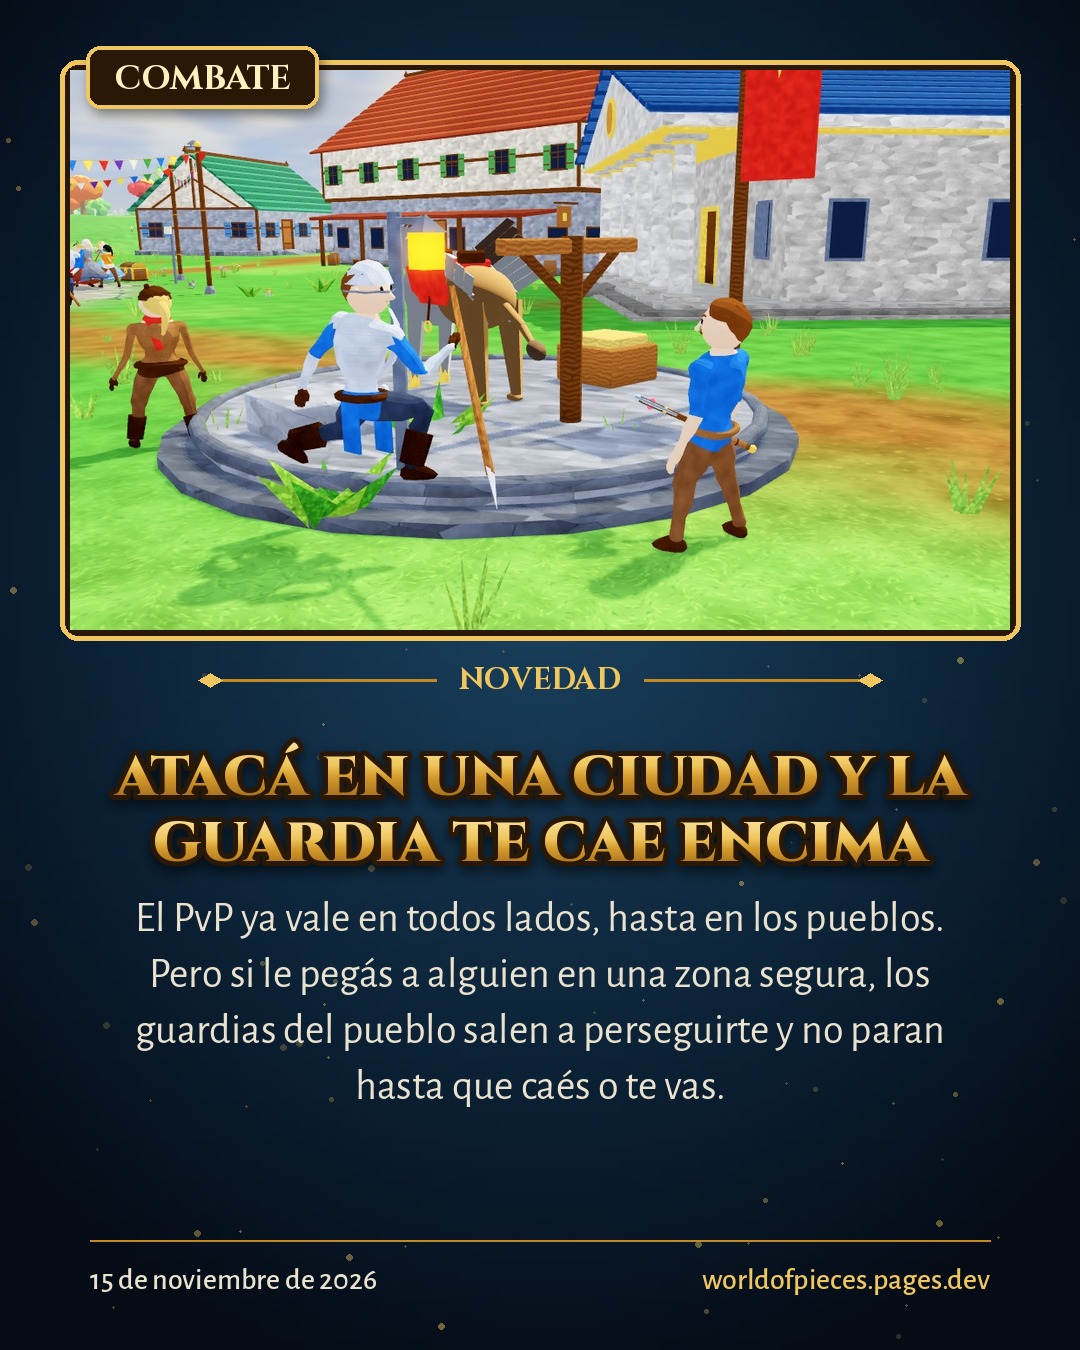 COMBATE
NOVEDAD
ATACÁ EN UNA CIUDAD Y LA
GUARDIA TE CAE ENCIMA
El PvP ya vale en todos lados, hasta en los pueblos.
Pero si le pegás a alguien en una zona segura, los
guardias del pueblo salen a perseguirte y no paran
hasta que caés o te vas.
15 de noviembre de 2026
worldofpieces.pages.dev